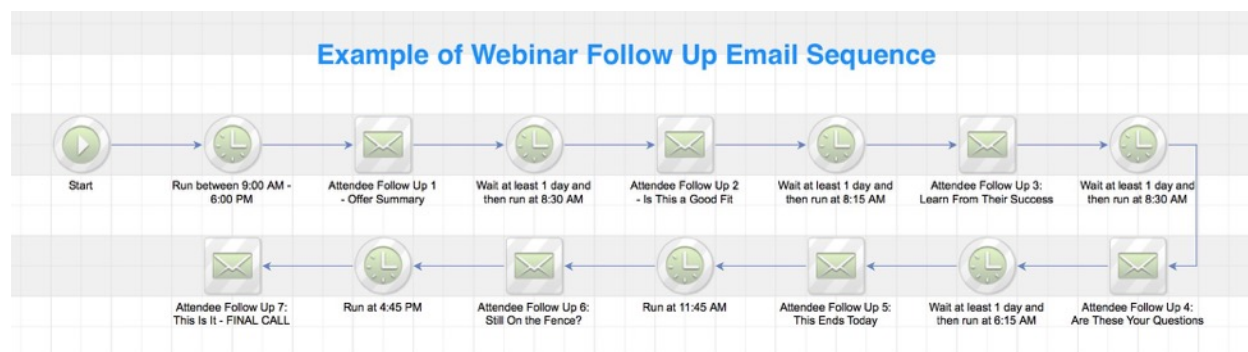 Example of Webinar Follow Up Email Sequence
Start
Run between 9:00 AM -
6:00 PM
Attendee Follow Up 1
- Offer Summary
Wait at least 1 day and
then run at 8:30 AM
Attendee Follow Up 2
- Is This a Good Fit
Wait at least 1 day and
then run at 8:15 AM
Attendee Follow Up 3:
Learn From Their Success
Wait at least 1 day and
then run at 8:30 AM
Attendee Follow Up 4:
Are These Your Questions
Wait at least 1 day and
then run at 6:15 AM
Attendee Follow Up 5:
This Ends Today
Run at 11:45 AM
Attendee Follow Up 6:
Still On the Fence?
Run at 4:45 PM
Attendee Follow Up 7:
This Is It - FINAL CALL